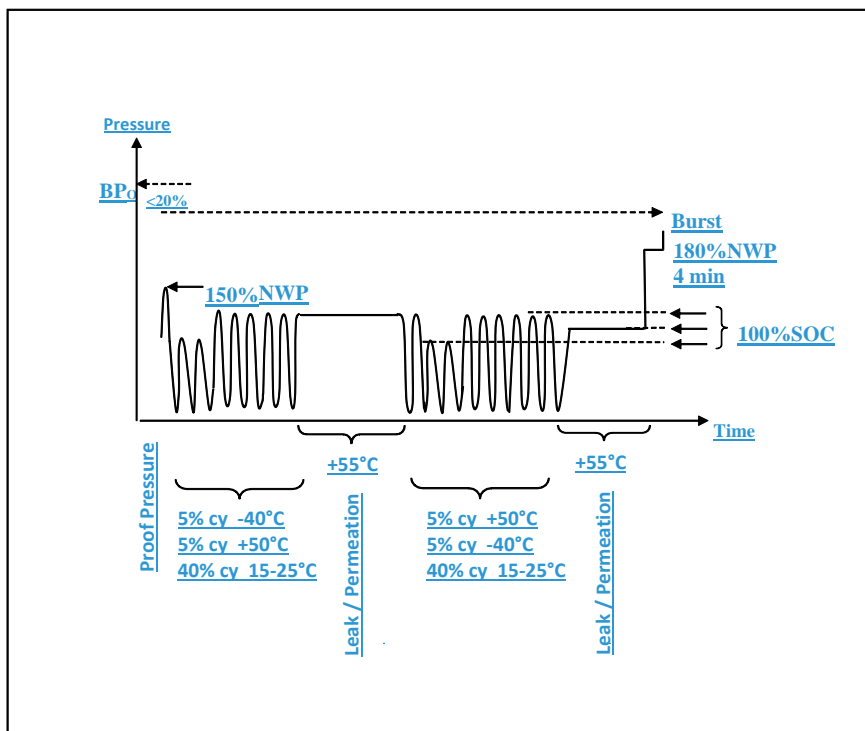 Pressure
BPO
<20%
Burst
180%NWP
4 min
150%NWP
100%SOC
Time
+55°C
+55°C
Proof Pressure
5% cy -40°C
5% cy +50°C
40% cy 15-25°C
Leak / Permeation
5% cy +50°C
5% cy -40°C
40% cy 15-25°C
Leak / Permeation